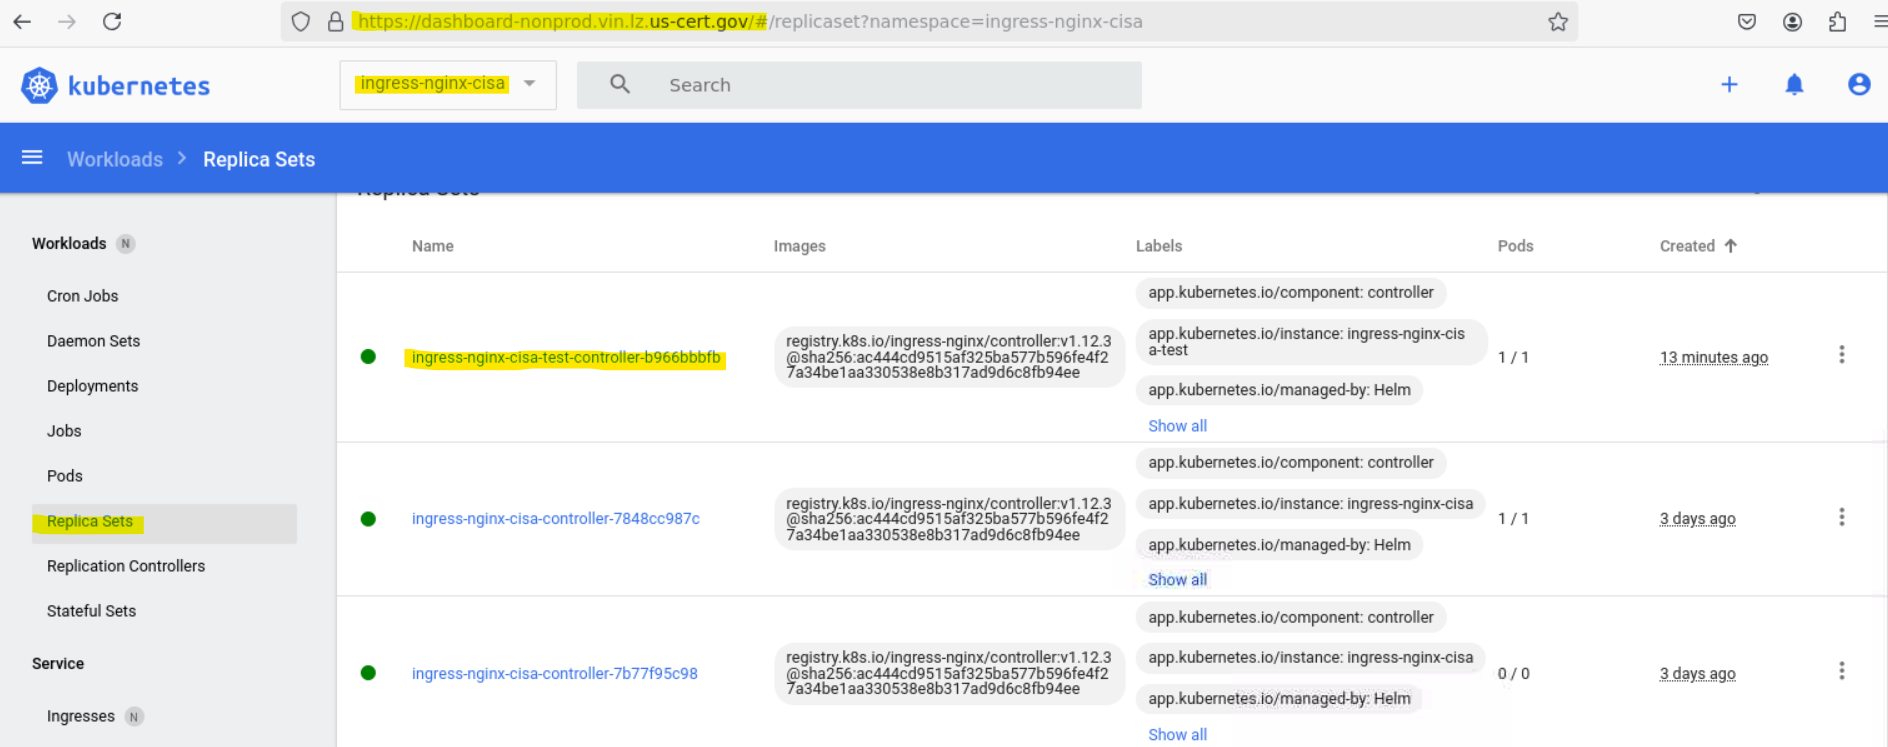 https://dashboard-nonprod.vin.lz.us-cert.gov/#/replicaset?namespace=ingress-nginx-cisa
kubernetes
ingress-nginx-cisa
Search
Workloads
Replica Sets
Replica Sets
Workloads N
Cron Jobs
Daemon Sets
Deployments
Jobs
Pods
Replica Sets
Replication Controllers
Stateful Sets
Service
Ingresses N
Name Images Labels Pods Created
ingress-nginx-cisa-test-controller-b966bbbfb
registry.k8s.io/ingress-nginx/controller:v1.12.3
@sha256:ac444cd9515af325ba577b596fe4f2
7a34be1aa330538e8b317ad9d6c8fb94ee
app.kubernetes.io/component: controller
app.kubernetes.io/instance: ingress-nginx-cis
a-test
app.kubernetes.io/managed-by: Helm
Show all
1 / 1
13 minutes ago
ingress-nginx-cisa-controller-7848cc987c
registry.k8s.io/ingress-nginx/controller:v1.12.3
@sha256:ac444cd9515af325ba577b596fe4f2
7a34be1aa330538e8b317ad9d6c8fb94ee
app.kubernetes.io/component: controller
app.kubernetes.io/instance: ingress-nginx-cisa
app.kubernetes.io/managed-by: Helm
Show all
1 / 1
3 days ago
ingress-nginx-cisa-controller-7b77f95c98
registry.k8s.io/ingress-nginx/controller:v1.12.3
@sha256:ac444cd9515af325ba577b596fe4f2
7a34be1aa330538e8b317ad9d6c8fb94ee
app.kubernetes.io/component: controller
app.kubernetes.io/instance: ingress-nginx-cisa
app.kubernetes.io/managed-by: Helm
Show all
0 / 0
3 days ago